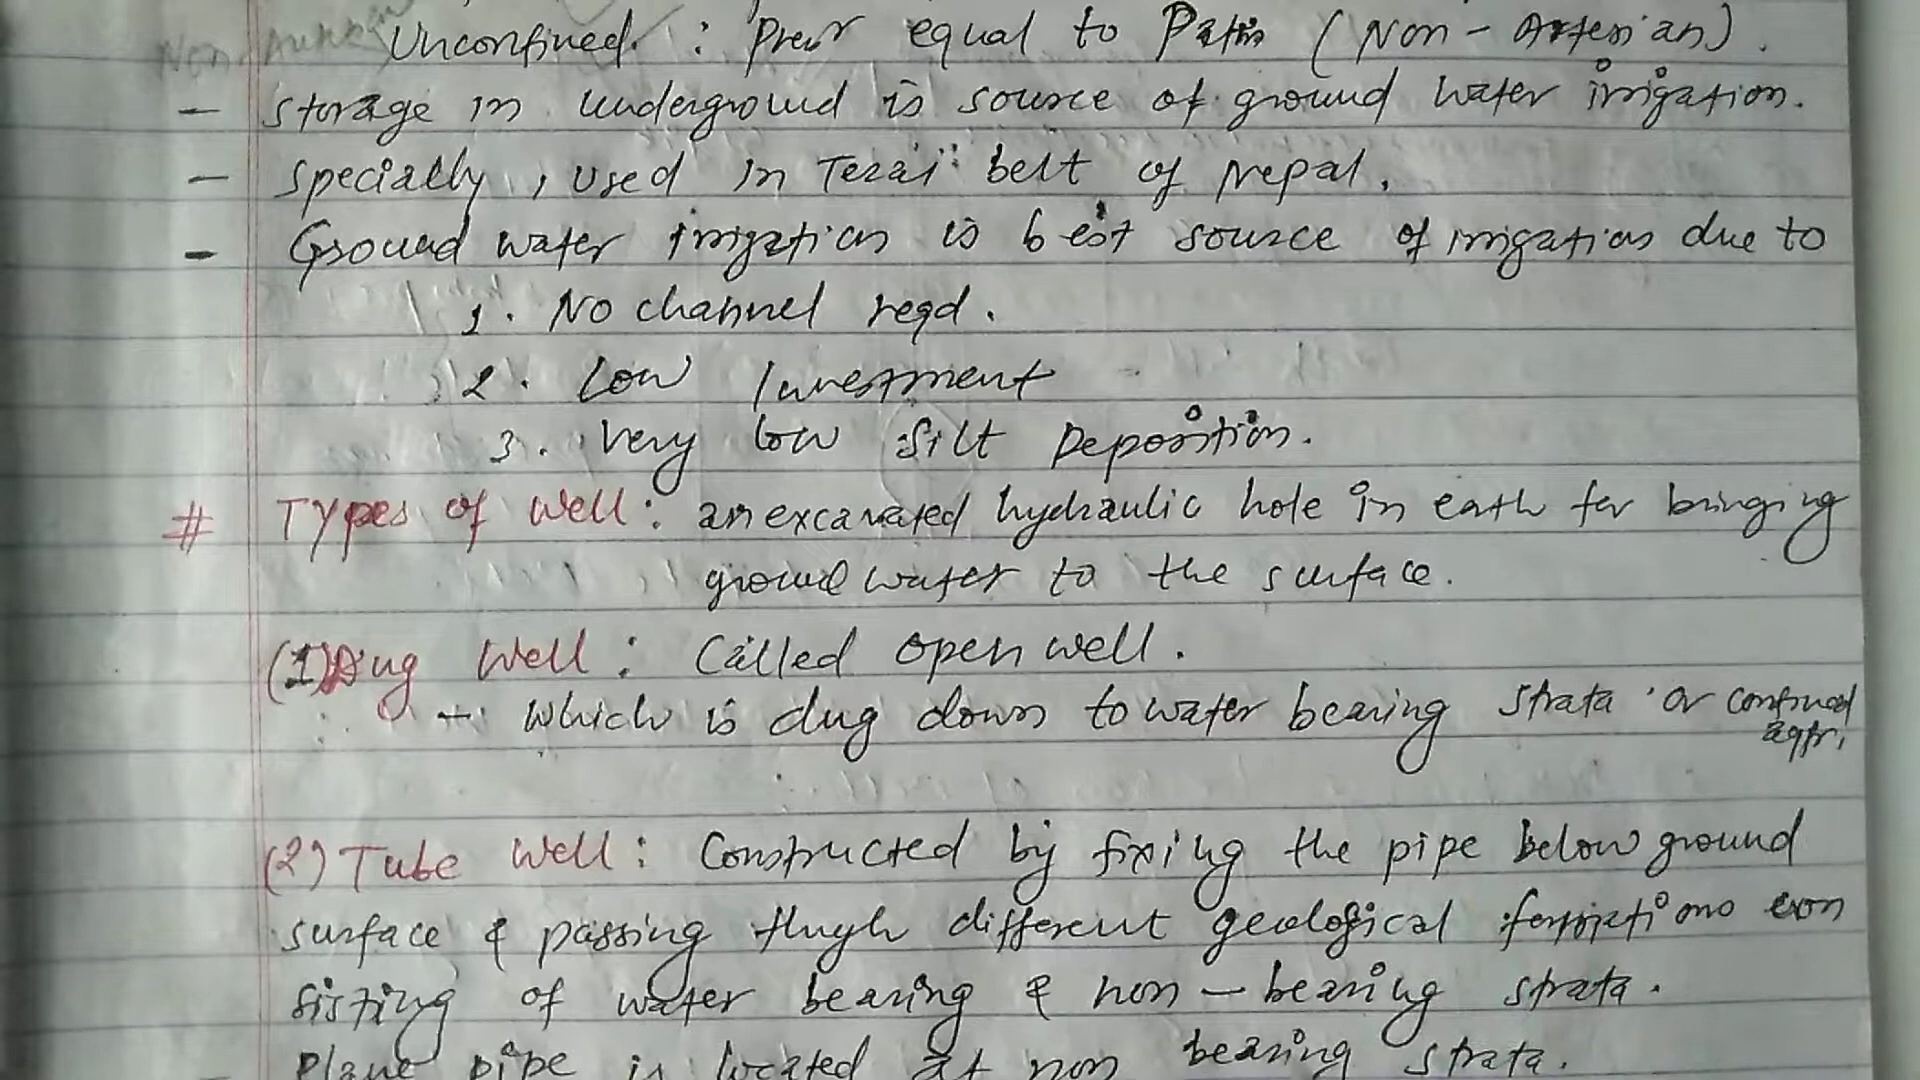 Unconfined : Presr equal to Patm (Non-Artesian).
- Storage in underground is source of ground water irrigation.
- Specially, used in Terai belt of Nepal.
- Ground water irrigation is best source of irrigation due to
1. No channel reqd.
2. Low Investment
3. Very low silt Deposition.
# Types of Well: an excavated hydraulic hole in earth for bringing
ground water to the surface.
(1) Dug Well: Called open well.
- Which is dug down to water bearing strata or confined
aqfr.
(2) Tube Well: Constructed by fixing the pipe below ground
surface & passing thrgh different geological formations con
sisting of water bearing & non-bearing strata.
- Plane pipe is located at non bearing strata.